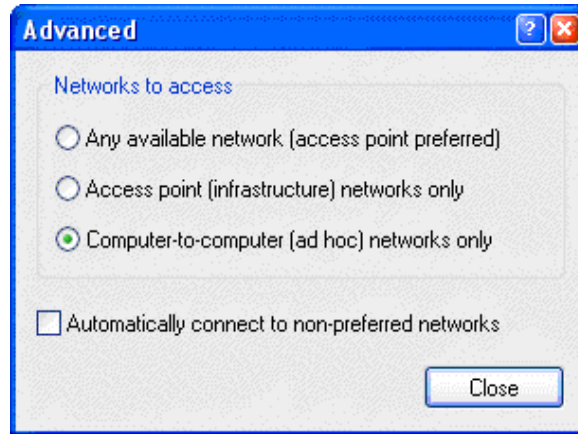 Advanced
Networks to access
Any available network (access point preferred)
Access point (infrastructure) networks only
Computer-to-computer (ad hoc) networks only
Automatically connect to non-preferred networks
Close